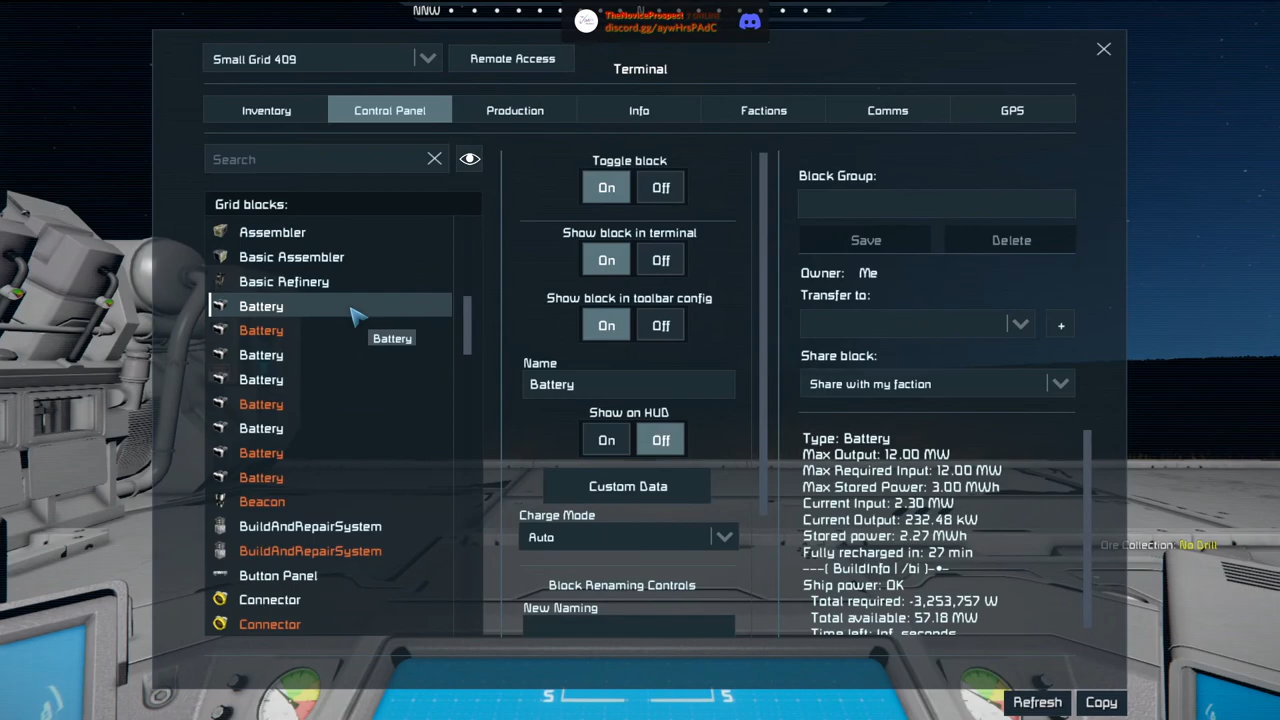 NNW
N
TheNoviceProspect
discord.gg/aywHrsPAdC
Small Grid 409
Remote Access
Terminal
Inventory
Control Panel
Production
Info
Factions
Comms
GPS
Search
Grid blocks:
Assembler
Basic Assembler
Basic Refinery
Battery
Battery
Battery
Battery
Battery
Battery
Battery
Battery
Battery
Beacon
BuildAndRepairSystem
BuildAndRepairSystem
Button Panel
Connector
Connector
Toggle block
On Off
Show block in terminal
On Off
Show block in toolbar config
On Off
Name
Battery
Show on HUD
On Off
Custom Data
Charge Mode
Auto
Block Renaming Controls
New Naming
Block Group:
Save Delete
Owner: Me
Transfer to:
+
Share block:
Share with my faction
Type: Battery
Max Output: 12.00 MW
Max Required Input: 12.00 MW
Max Stored Power: 3.00 MWh
Current Input: 2.30 MW
Current Output: 232.48 kW
Stored power: 2.27 MWh
Fully recharged in: 27 min
---( BuildInfo | /bi )-•-
Ship power: OK
Total required: -3,253,757 W
Total available: 57.18 MW
Time left: Inf. seconds
Ore Collection: No Drill
Refresh Copy
S S